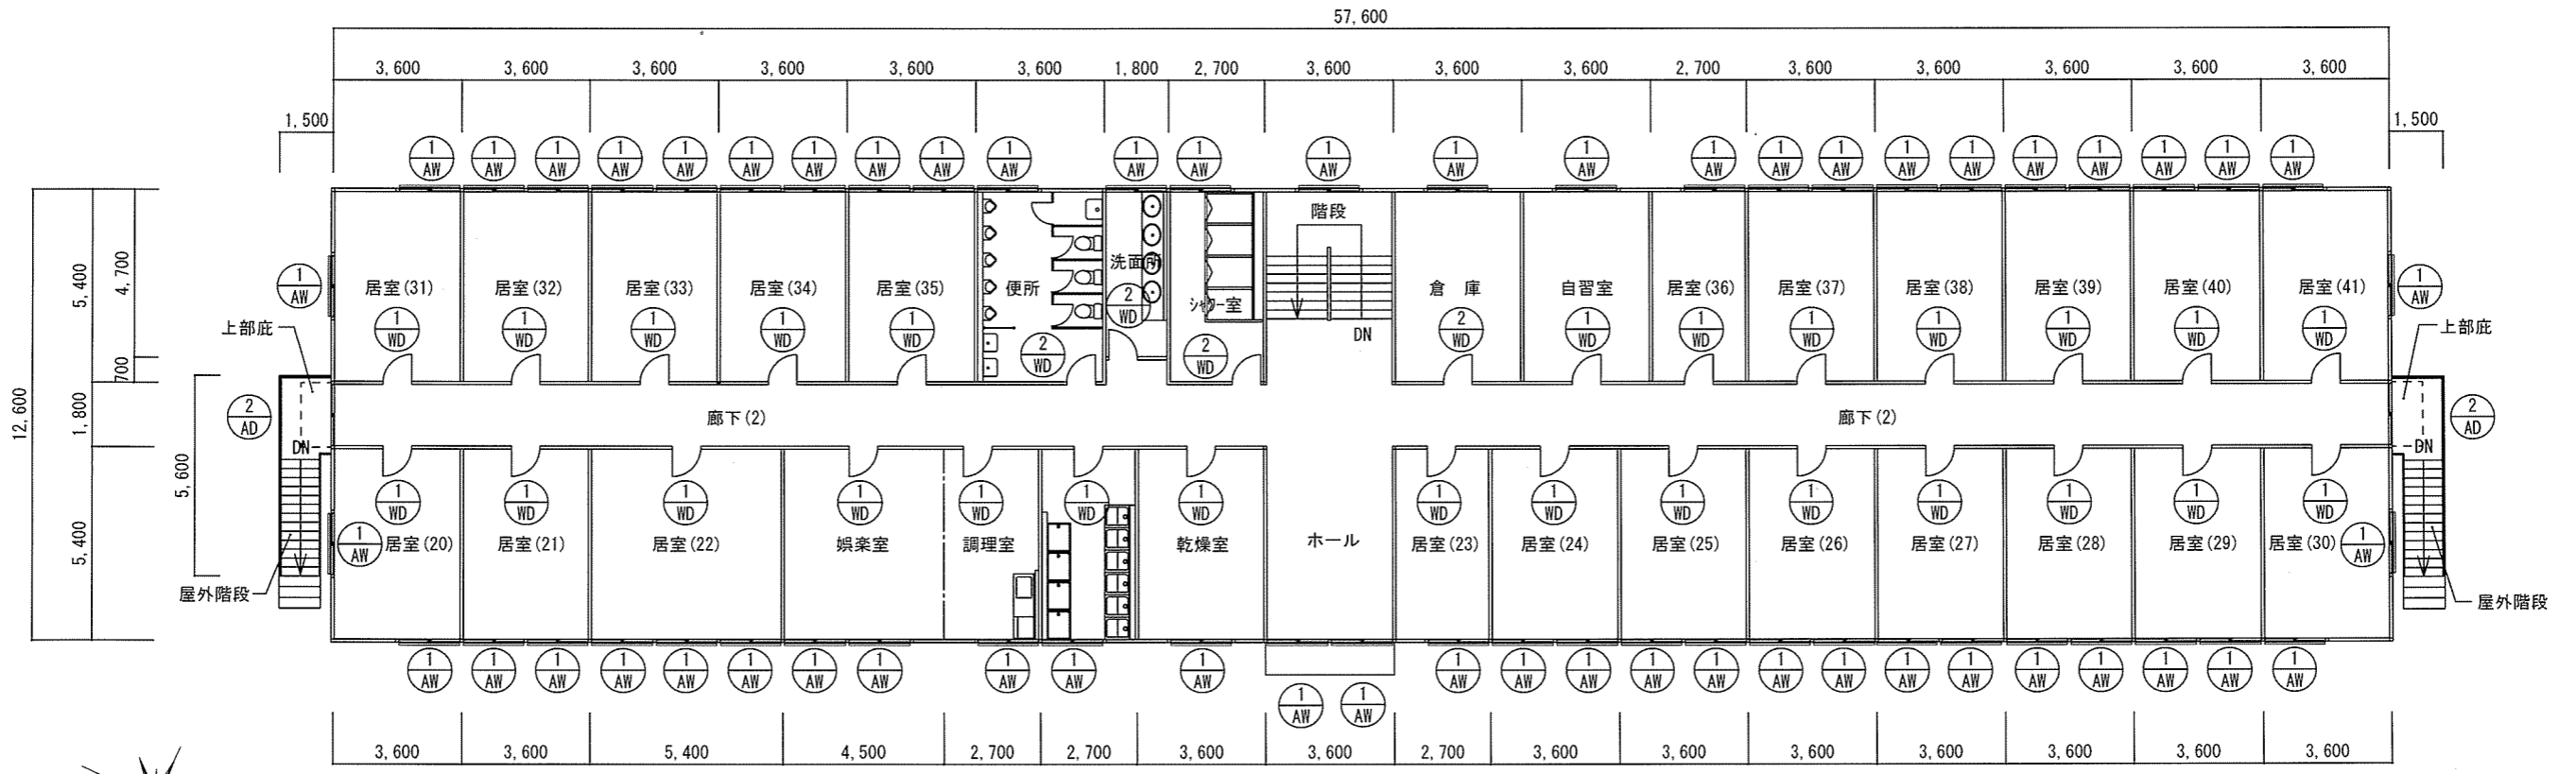 57,600
3,600 3,600 3,600 3,600 3,600 3,600 1,800 2,700 3,600 3,600 3,600 2,700 3,600 3,600 3,600 3,600 3,600
1,500 1,500
1 1 1 1 1 1 1 1 1 1 1 1 1 1 1 1 1 1 1 1 1 1 1 1 1
AW AW AW AW AW AW AW AW AW AW AW AW AW AW AW AW AW AW AW AW AW AW AW AW AW
階段
洗面所
1
AW
居室(31) 居室(32) 居室(33) 居室(34) 居室(35) 便所 倉 庫 自習室 居室(36) 居室(37) 居室(38) 居室(39) 居室(40) 居室(41)
1
AW
2
WD
シャワー室
上部庇
1 1 1 1 1 2 1 1 1 1 1 1 1
WD WD WD WD WD WD WD WD WD WD WD WD WD
上部庇
DN
2 2
WD WD
12,600
5,400
4,700
700
1,800
5,400
5,600
2
AD
廊下(2) 廊下(2)
2
AD
DN DN
1 1 1 1 1 1 1 1 1 1 1 1 1 1 1
WD WD WD WD WD WD WD WD WD WD WD WD WD WD WD
1
AW
居室(20) 居室(21) 居室(22) 娯楽室 調理室 乾燥室 ホール 居室(23) 居室(24) 居室(25) 居室(26) 居室(27) 居室(28) 居室(29) 居室(30)
1
AW
屋外階段 屋外階段
1 1 1 1 1 1 1 1 1 1 1 1 1 1 1 1 1 1 1 1 1 1 1 1 1
AW AW AW AW AW AW AW AW AW AW AW AW AW AW AW AW AW AW AW AW AW AW AW AW AW
1 1
AW AW
3,600 3,600 5,400 4,500 2,700 2,700 3,600 3,600 2,700 3,600 3,600 3,600 3,600 3,600 3,600 3,600